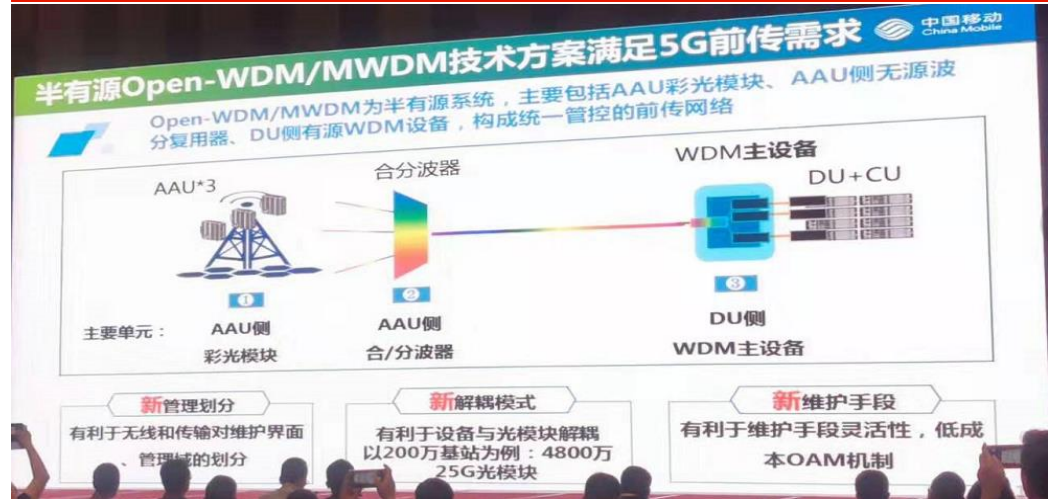 半有源Open-WDM/MWDM技术方案满足5G前传需求
中国移动
China Mobile
Open-WDM/MWDM为半有源系统，主要包括AAU彩光模块、AAU侧无源波
分复用器、DU侧有源WDM设备，构成统一管控的前传网络
AAU*3
合分波器
WDM主设备
DU+CU
①
②
③
主要单元：
AAU侧
彩光模块
AAU侧
合/分波器
DU侧
WDM主设备
新管理划分
有利于无线和传输对维护界面
、管理域的划分
新解耦模式
有利于设备与光模块解耦
以200万基站为例：4800万
25G光模块
新维护手段
有利于维护手段灵活性，低成
本OAM机制